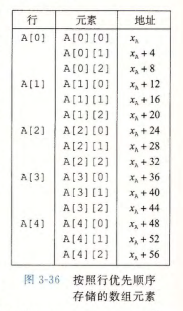 行 元素 地址
A[0] A[0][0] x_A
A[0][1] x_A + 4
A[0][2] x_A + 8
A[1] A[1][0] x_A + 12
A[1][1] x_A + 16
A[1][2] x_A + 20
A[2] A[2][0] x_A + 24
A[2][1] x_A + 28
A[2][2] x_A + 32
A[3] A[3][0] x_A + 36
A[3][1] x_A + 40
A[3][2] x_A + 44
A[4] A[4][0] x_A + 48
A[4][1] x_A + 52
A[4][2] x_A + 56
图 3-36 按照行优先顺序
存储的数组元素